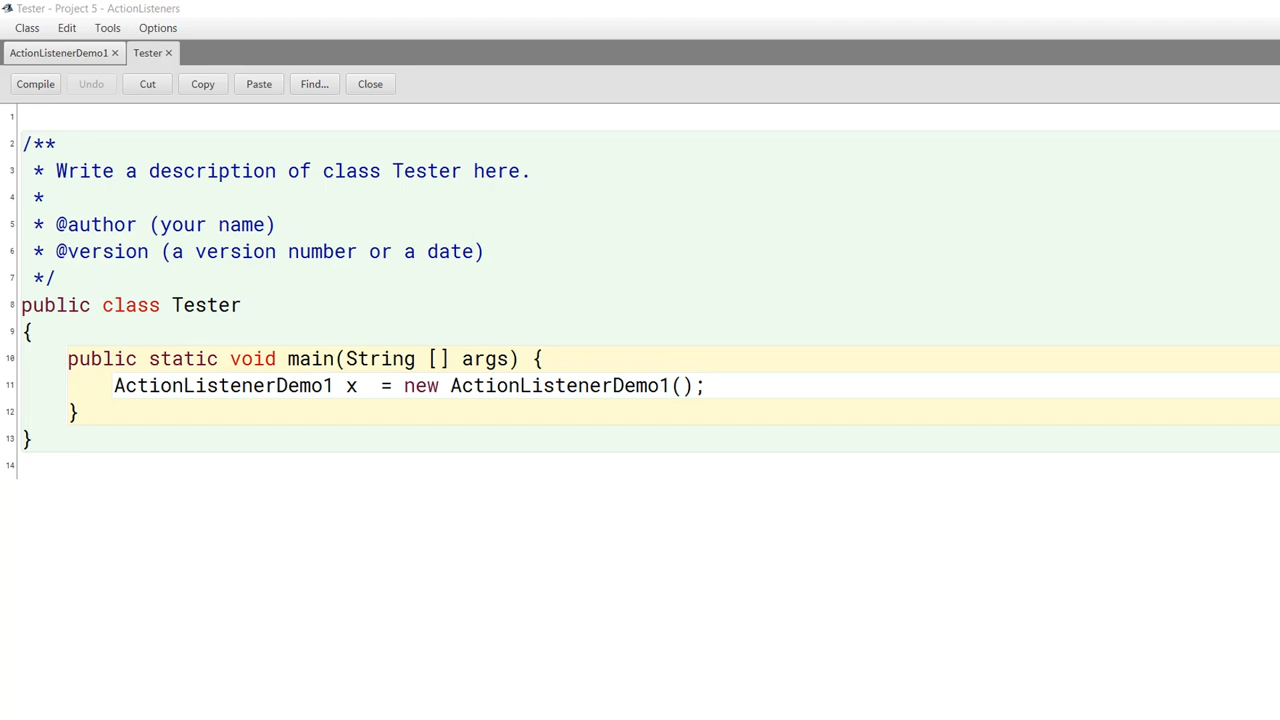 Tester - Project 5 - ActionListeners
Class Edit Tools Options
ActionListenerDemo1 × Tester ×
Compile Undo Cut Copy Paste Find... Close
1
2 /**
3 * Write a description of class Tester here.
4 *
5 * @author (your name)
6 * @version (a version number or a date)
7 */
8 public class Tester
9 {
10 public static void main(String [] args) {
11 ActionListenerDemo1 x  = new ActionListenerDemo1();
12 }
13 }
14